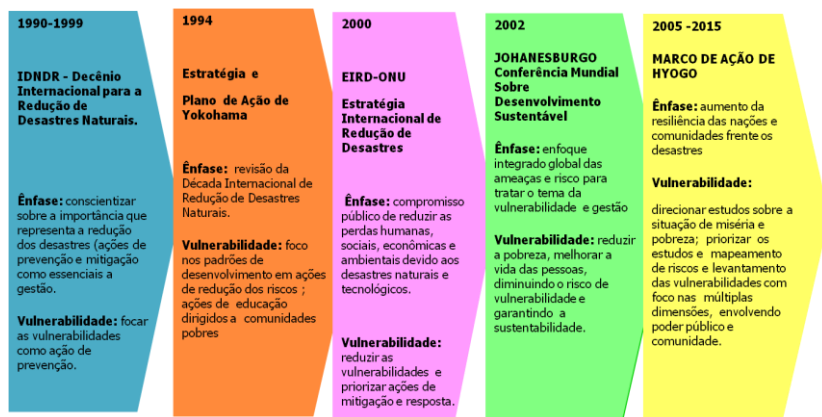 1990-1999
IDNDR - Decênio
Internacional para a
Redução de
Desastres Naturais.
Ênfase: conscientizar
sobre a importância que
representa a redução
dos desastres (ações de
prevenção e mitigação
como essenciais a
gestão.
Vulnerabilidade: focar
as vulnerabilidades
como ação de
prevenção.
1994
Estratégia e
Plano de Ação de
Yokohama
Ênfase: revisão da
Década Internacional de
Redução de Desastres
Naturais.
Vulnerabilidade: foco
nos padrões de
desenvolvimento em ações
de redução dos riscos ;
ações de educação
dirigidos a comunidades
pobres
2000
EIRD-ONU
Estratégia
Internacional de
Redução de
Desastres
Ênfase: compromisso
público de reduzir as
perdas humanas,
sociais, econômicas e
ambientais devido aos
desastres naturais e
tecnológicos.
Vulnerabilidade:
reduzir as
vulnerabilidades e
priorizar ações de
mitigação e resposta.
2002
JOHANESBURGO
Conferência Mundial
Sobre
Desenvolvimento
Sustentável
Ênfase: enfoque
integrado global das
ameaças e risco para
tratar o tema da
vulnerabilidade e gestão
Vulnerabilidade: reduzir
a pobreza, melhorar a
vida das pessoas,
diminuindo o risco de
vulnerabilidade e
garantindo a
sustentabilidade.
2005 -2015
MARCO DE AÇÃO DE
HYOGO
Ênfase: aumento da
resiliência das nações e
comunidades frente os
desastres
Vulnerabilidade:
direcionar estudos sobre a
situação de miséria e
pobreza; priorizar os
estudos e mapeamento
de riscos e levantamento
das vulnerabilidades com
foco nas múltiplas
dimensões, envolvendo
poder público e
comunidade.